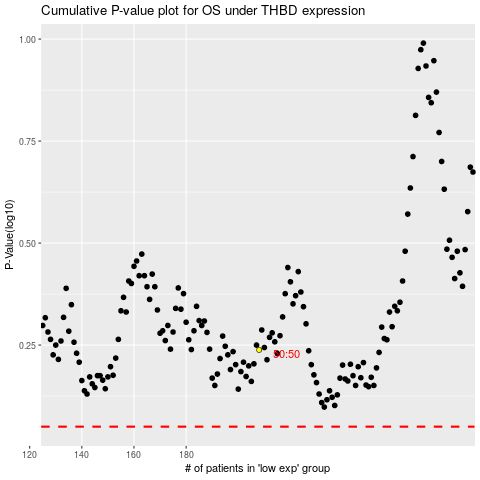 Cumulative P-value plot for OS under THBD expression
P-Value(log10)
1.00
0.75
0.50
0.25
50:50
120 140 160 180
# of patients in 'low exp' group